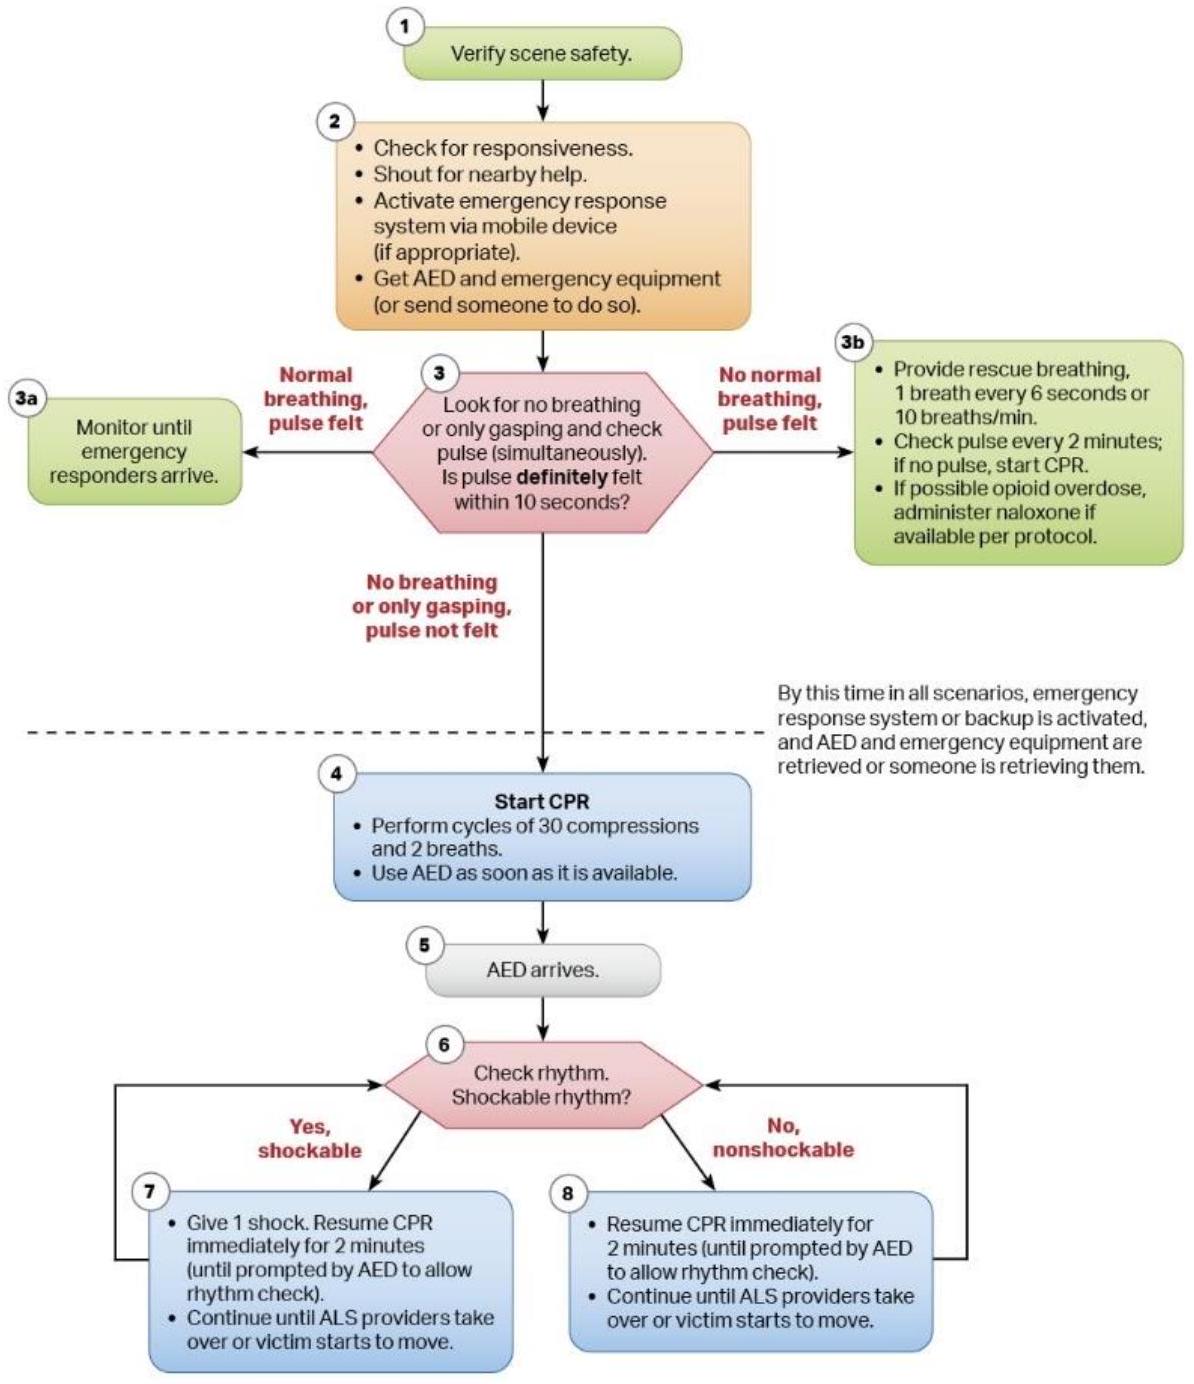 1
Verify scene safety.
2
• Check for responsiveness.
• Shout for nearby help.
• Activate emergency response
system via mobile device
(if appropriate).
• Get AED and emergency equipment
(or send someone to do so).
3a
Monitor until
emergency
responders arrive.
Normal
breathing,
pulse felt
3
Look for no breathing
or only gasping and check
pulse (simultaneously).
Is pulse definitely felt
within 10 seconds?
No normal
breathing,
pulse felt
3b
• Provide rescue breathing,
1 breath every 6 seconds or
10 breaths/min.
• Check pulse every 2 minutes;
if no pulse, start CPR.
• If possible opioid overdose,
administer naloxone if
available per protocol.
No breathing
or only gasping,
pulse not felt
By this time in all scenarios, emergency
response system or backup is activated,
and AED and emergency equipment are
retrieved or someone is retrieving them.
4
Start CPR
• Perform cycles of 30 compressions
and 2 breaths.
• Use AED as soon as it is available.
5
AED arrives.
6
Check rhythm.
Shockable rhythm?
Yes,
shockable
No,
nonshockable
7
• Give 1 shock. Resume CPR
immediately for 2 minutes
(until prompted by AED to allow
rhythm check).
• Continue until ALS providers take
over or victim starts to move.
8
• Resume CPR immediately for
2 minutes (until prompted by AED
to allow rhythm check).
• Continue until ALS providers take
over or victim starts to move.